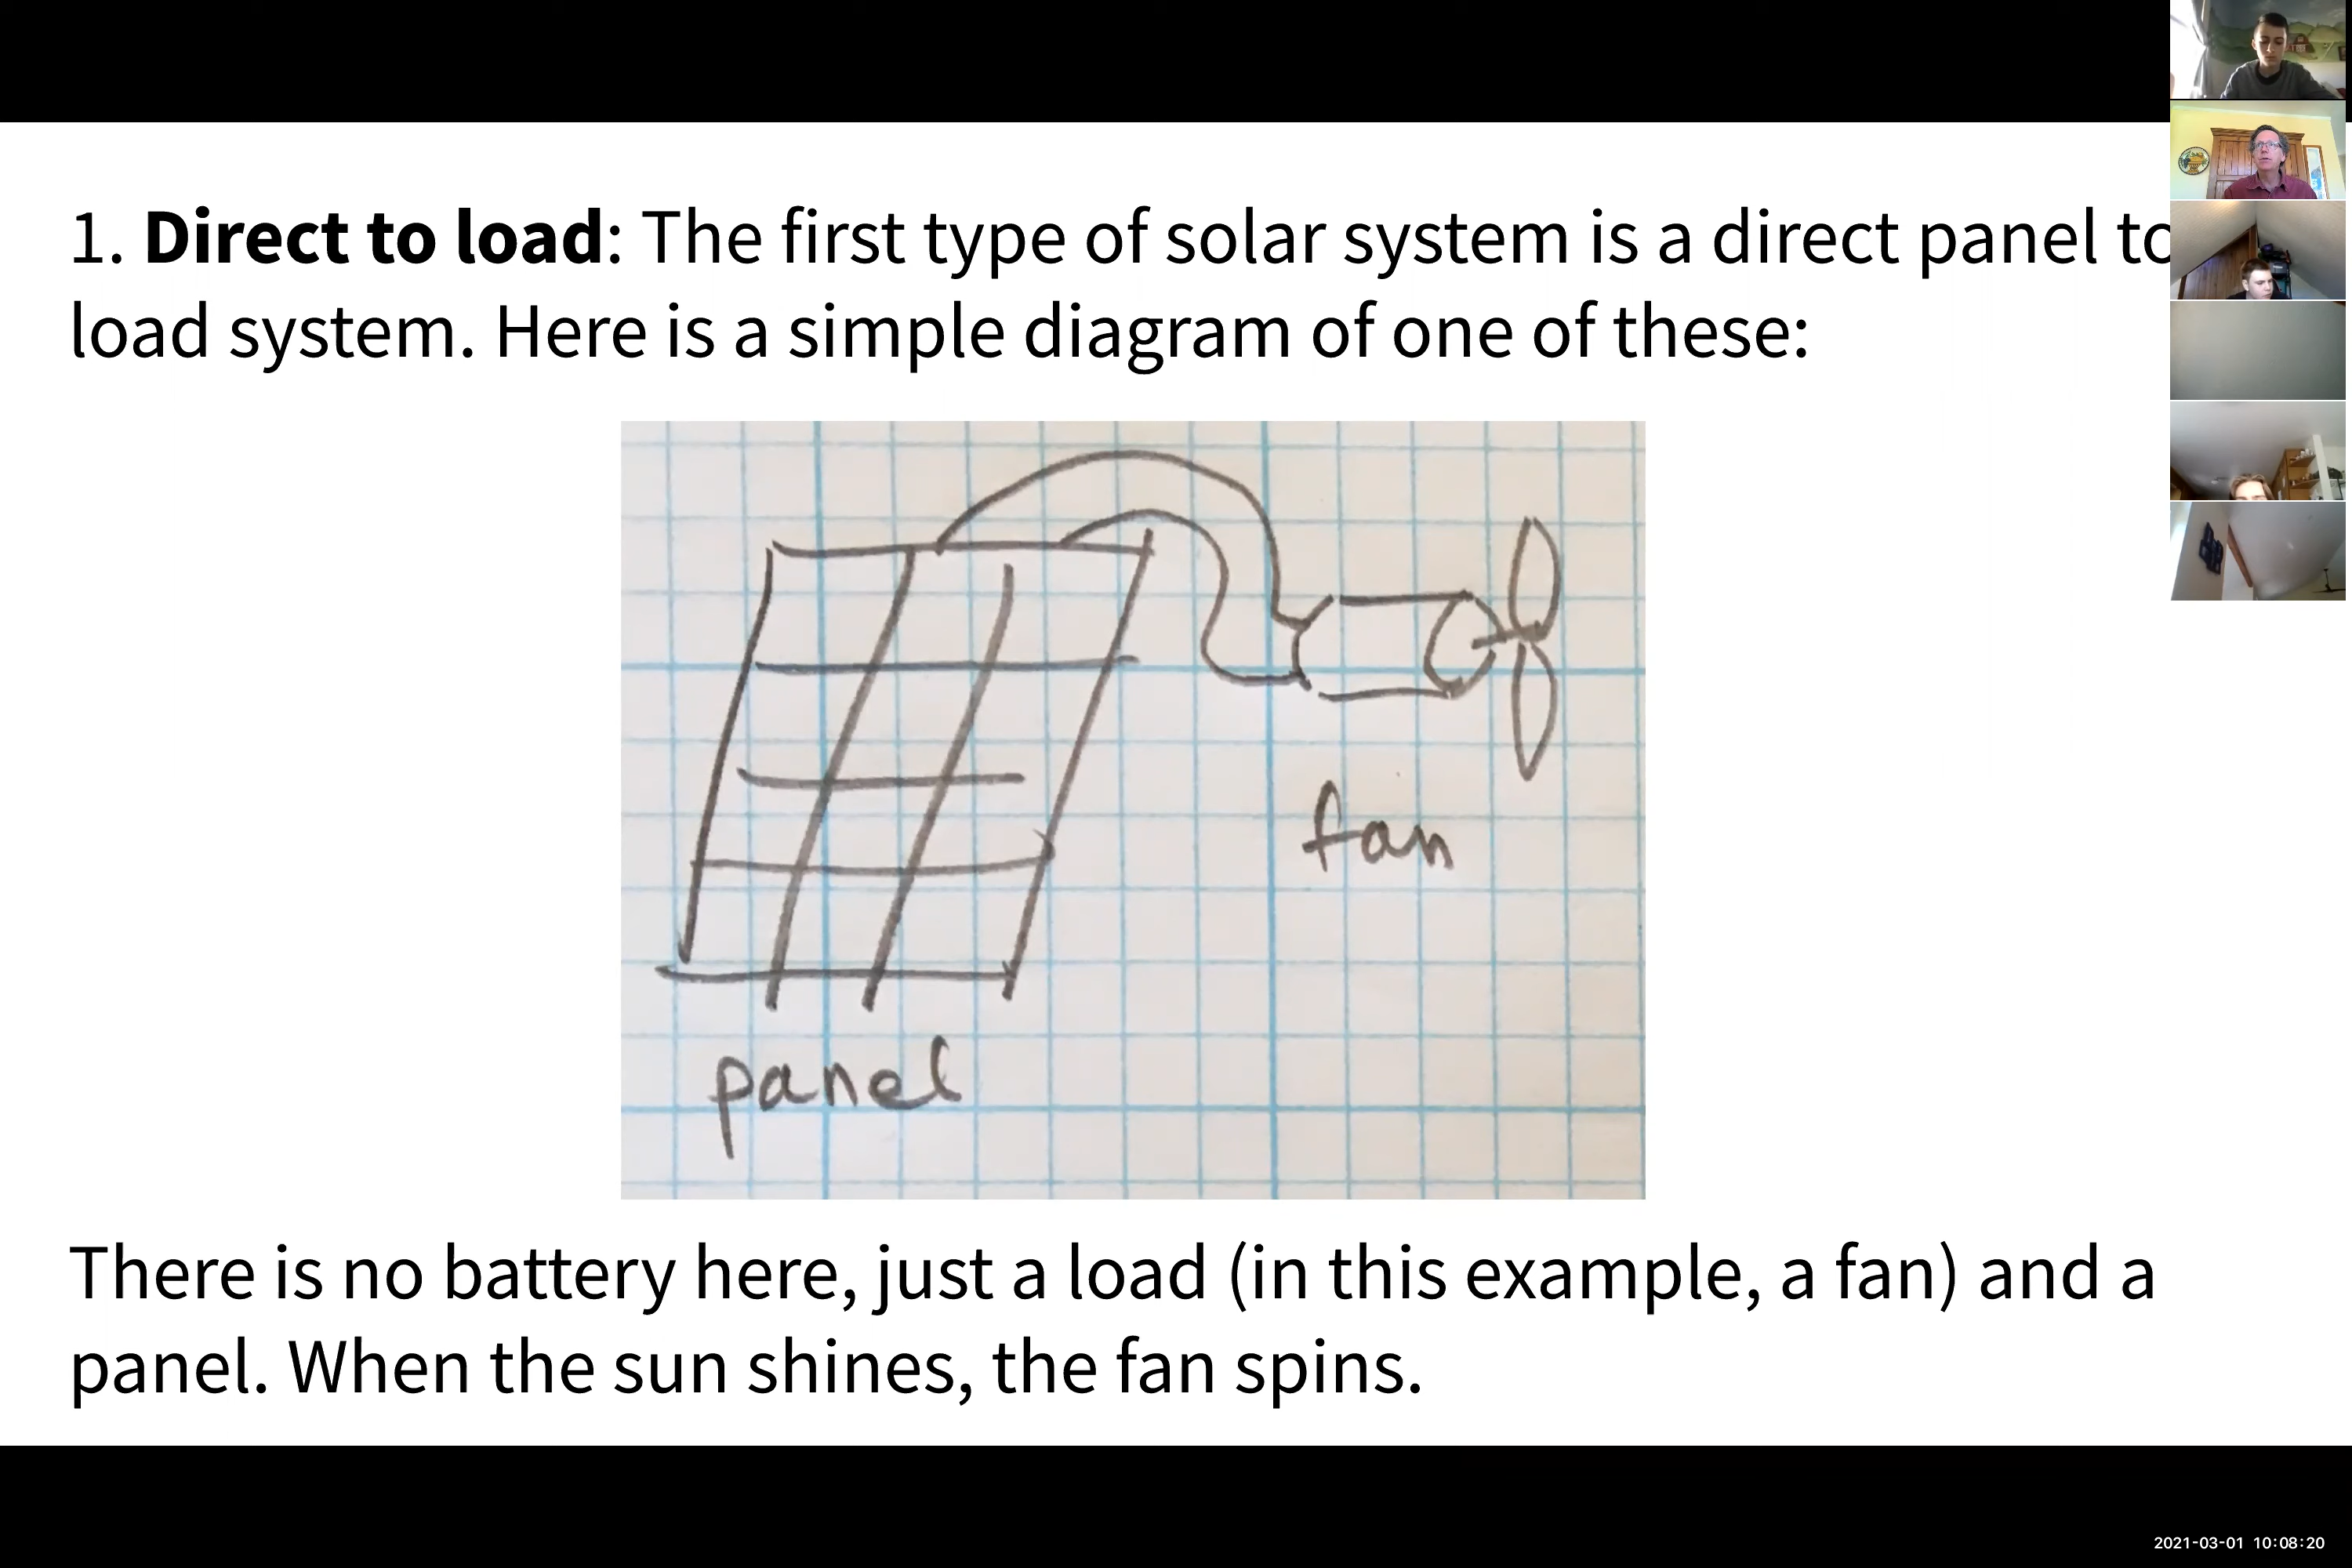 1. Direct to load: The first type of solar system is a direct panel to
load system. Here is a simple diagram of one of these:
fan
panel
There is no battery here, just a load (in this example, a fan) and a
panel. When the sun shines, the fan spins.
2021-03-01 10:08:20